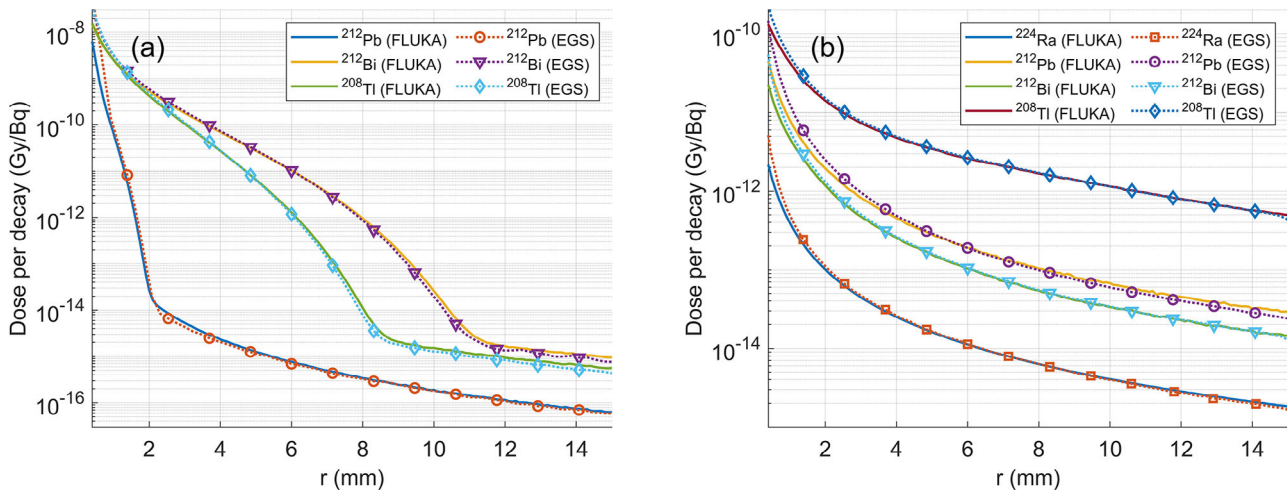 (a)
²¹²Pb (FLUKA) ²¹²Pb (EGS)
²¹²Bi (FLUKA) ²¹²Bi (EGS)
²⁰⁸Tl (FLUKA) ²⁰⁸Tl (EGS)
Dose per decay (Gy/Bq)
10⁻⁸
10⁻¹⁰
10⁻¹²
10⁻¹⁴
10⁻¹⁶
2 4 6 8 10 12 14
r (mm)
(b)
²²⁴Ra (FLUKA) ²²⁴Ra (EGS)
²¹²Pb (FLUKA) ²¹²Pb (EGS)
²¹²Bi (FLUKA) ²¹²Bi (EGS)
²⁰⁸Tl (FLUKA) ²⁰⁸Tl (EGS)
Dose per decay (Gy/Bq)
10⁻¹⁰
10⁻¹²
10⁻¹⁴
2 4 6 8 10 12 14
r (mm)